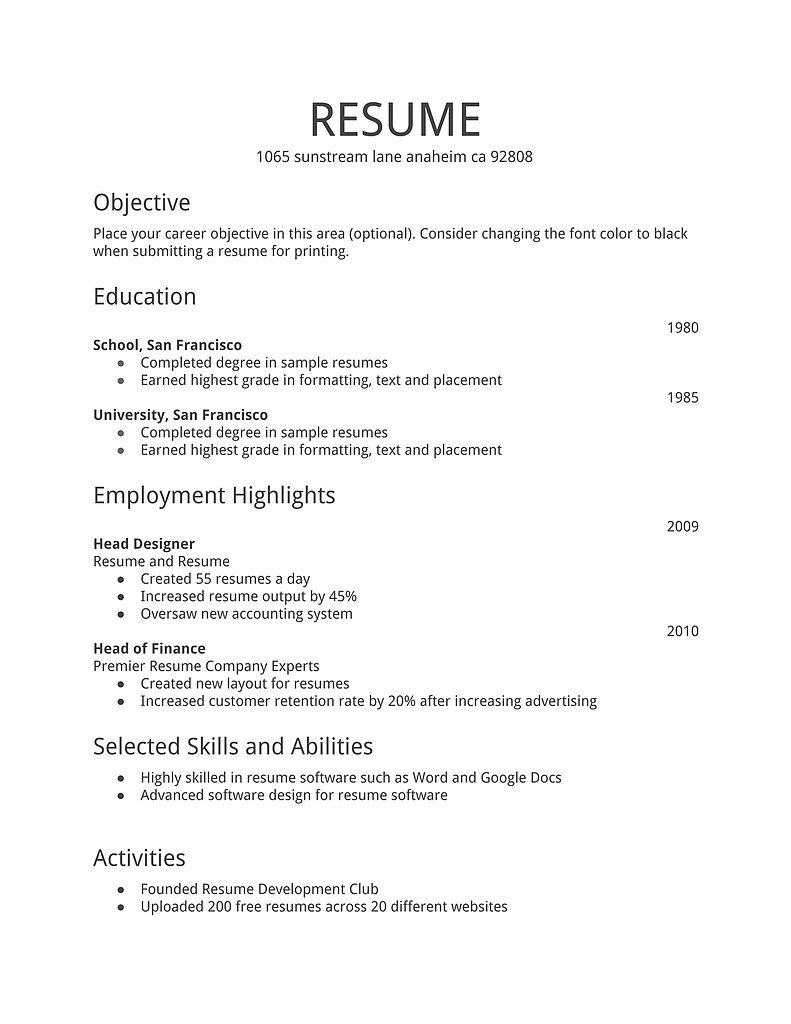 RESUME
1065 sunstream lane anaheim ca 92808
Objective
Place your career objective in this area (optional). Consider changing the font color to black
when submitting a resume for printing.
Education
1980
School, San Francisco
● Completed degree in sample resumes
● Earned highest grade in formatting, text and placement
1985
University, San Francisco
● Completed degree in sample resumes
● Earned highest grade in formatting, text and placement
Employment Highlights
2009
Head Designer
Resume and Resume
● Created 55 resumes a day
● Increased resume output by 45%
● Oversaw new accounting system
2010
Head of Finance
Premier Resume Company Experts
● Created new layout for resumes
● Increased customer retention rate by 20% after increasing advertising
Selected Skills and Abilities
● Highly skilled in resume software such as Word and Google Docs
● Advanced software design for resume software
Activities
● Founded Resume Development Club
● Uploaded 200 free resumes across 20 different websites